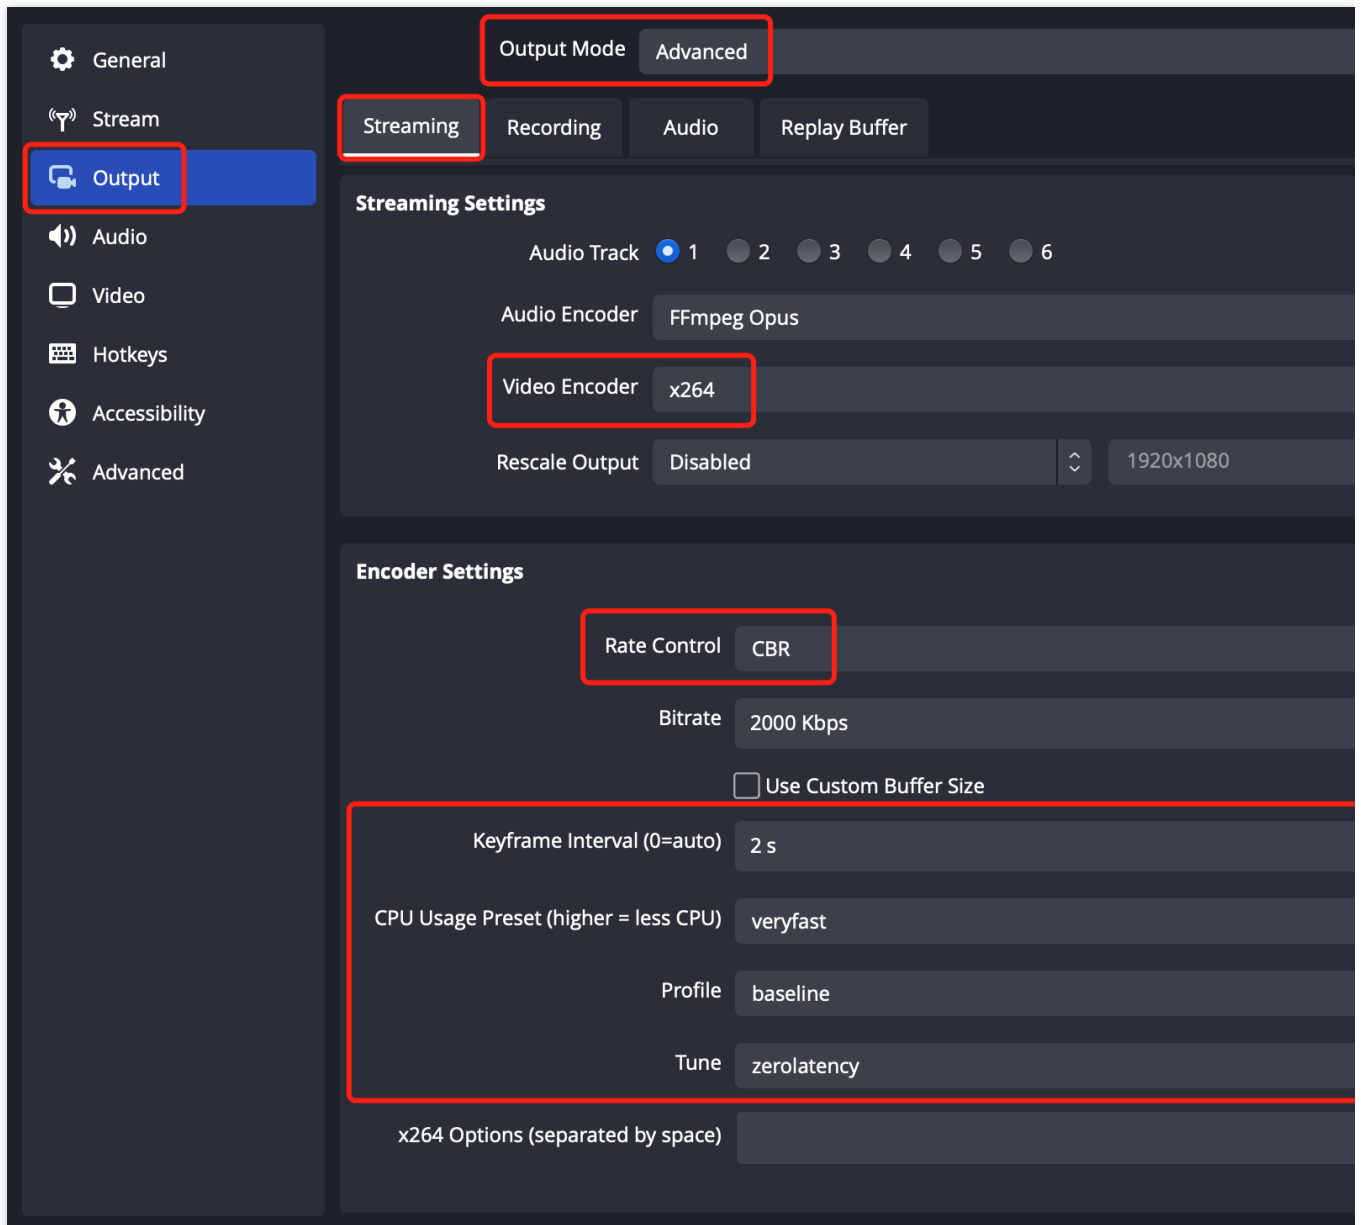 General
Stream
Output
Audio
Video
Hotkeys
Accessibility
Advanced
Output Mode Advanced
Streaming Recording Audio Replay Buffer
Streaming Settings
Audio Track 1 2 3 4 5 6
Audio Encoder FFmpeg Opus
Video Encoder x264
Rescale Output Disabled 1920x1080
Encoder Settings
Rate Control CBR
Bitrate 2000 Kbps
Use Custom Buffer Size
Keyframe Interval (0=auto) 2 s
CPU Usage Preset (higher = less CPU) veryfast
Profile baseline
Tune zerolatency
x264 Options (separated by space)